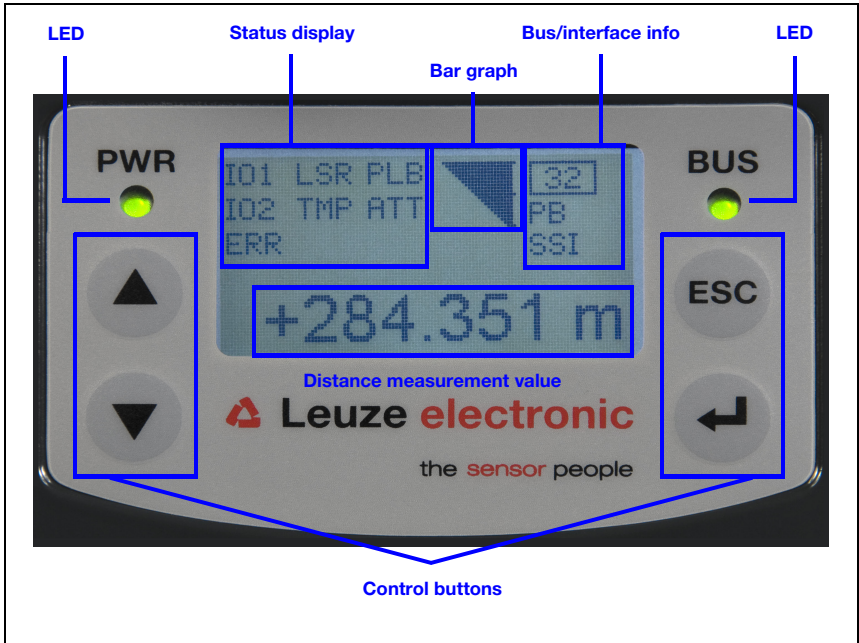 LED Status display Bus/interface info LED
Bar graph
PWR BUS
IO1 LSR PLB 32
IO2 TMP ATT PB
ERR SSI
ESC
+284.351 m
Distance measurement value
Leuze electronic
the sensor people
Control buttons